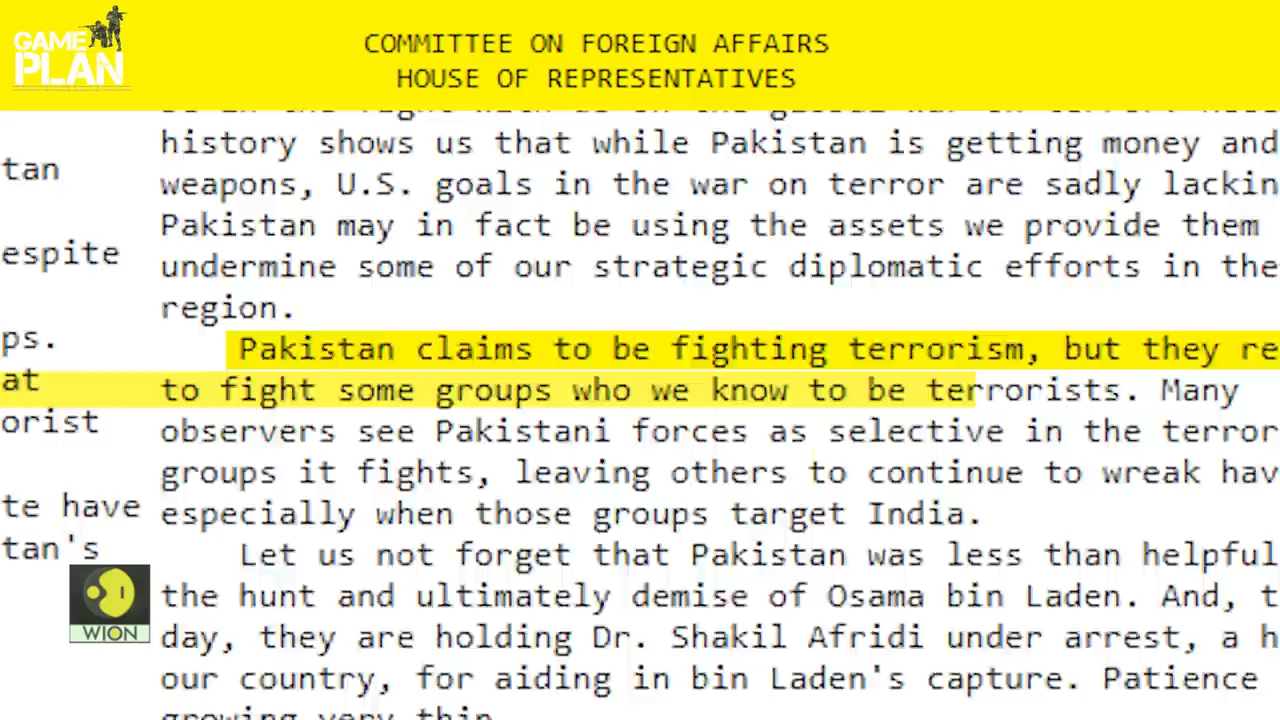 GAME
PLAN
COMMITTEE ON FOREIGN AFFAIRS
HOUSE OF REPRESENTATIVES
history shows us that while Pakistan is getting money and
tan
weapons, U.S. goals in the war on terror are sadly lackin
Pakistan may in fact be using the assets we provide them
espite
undermine some of our strategic diplomatic efforts in the
region.
ps.
Pakistan claims to be fighting terrorism, but they re
at
to fight some groups who we know to be terrorists. Many
orist
observers see Pakistani forces as selective in the terror
groups it fights, leaving others to continue to wreak hav
te have
especially when those groups target India.
tan's
Let us not forget that Pakistan was less than helpful
the hunt and ultimately demise of Osama bin Laden. And, t
WION
day, they are holding Dr. Shakil Afridi under arrest, a h
our country, for aiding in bin Laden's capture. Patience
growing very thin